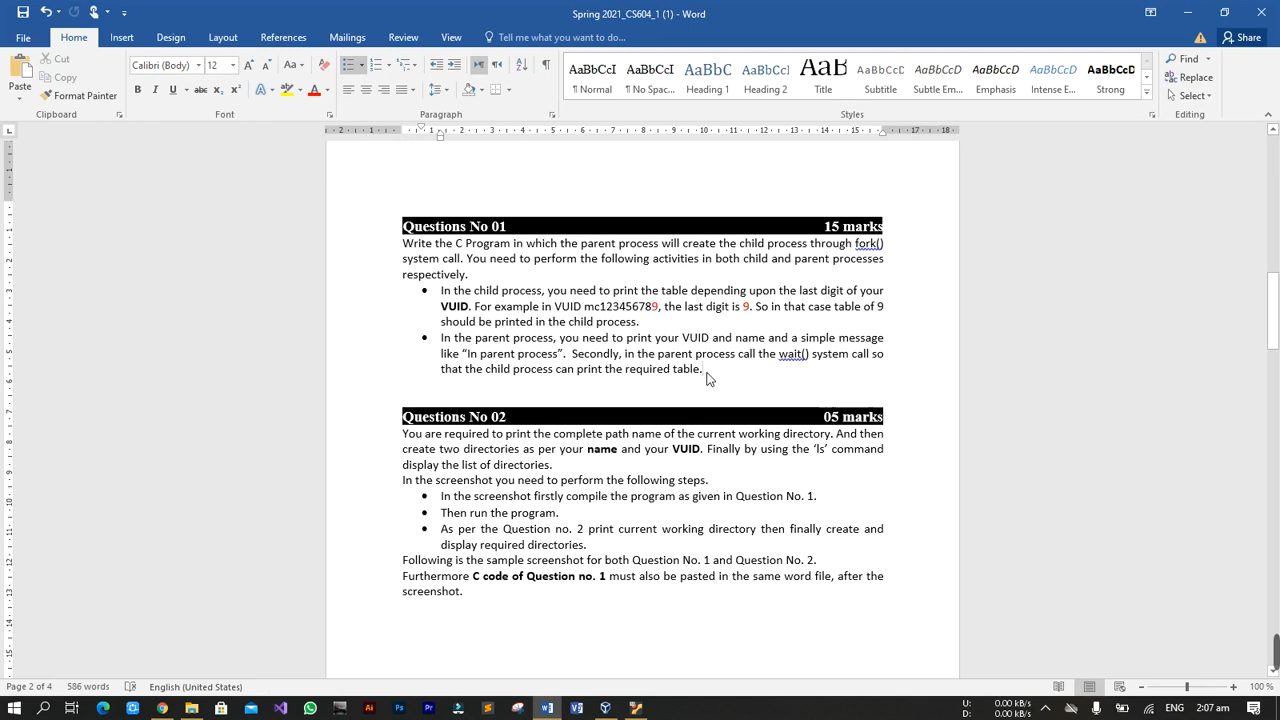 Spring 2021_CS604_1 (1) - Word
File Home Insert Design Layout References Mailings Review View Tell me what you want to do... Share
Paste Cut Copy Format Painter Clipboard
Calibri (Body) 12 Font
Paragraph
AaBbCcI AaBbCcI AaBbC AaBbCcI AaB AaBbCcD AaBbCcD AaBbCcD AaBbCcD AaBbCcD
¶ Normal ¶ No Spac... Heading 1 Heading 2 Title Subtitle Subtle Em... Emphasis Intense E... Strong
Styles
Find Replace Select Editing
Questions No 01 15 marks
Write the C Program in which the parent process will create the child process through fork()
system call. You need to perform the following activities in both child and parent processes
respectively.
• In the child process, you need to print the table depending upon the last digit of your
VUID. For example in VUID mc123456789, the last digit is 9. So in that case table of 9
should be printed in the child process.
• In the parent process, you need to print your VUID and name and a simple message
like “In parent process”. Secondly, in the parent process call the wait() system call so
that the child process can print the required table.
Questions No 02 05 marks
You are required to print the complete path name of the current working directory. And then
create two directories as per your name and your VUID. Finally by using the ‘ls’ command
display the list of directories.
In the screenshot you need to perform the following steps.
• In the screenshot firstly compile the program as given in Question No. 1.
• Then run the program.
• As per the Question no. 2 print current working directory then finally create and
display required directories.
Following is the sample screenshot for both Question No. 1 and Question No. 2.
Furthermore C code of Question no. 1 must also be pasted in the same word file, after the
screenshot.
Page 2 of 4 586 words English (United States) 100 %
U: 0.00 kB/s
D: 0.00 kB/s
2:07 am